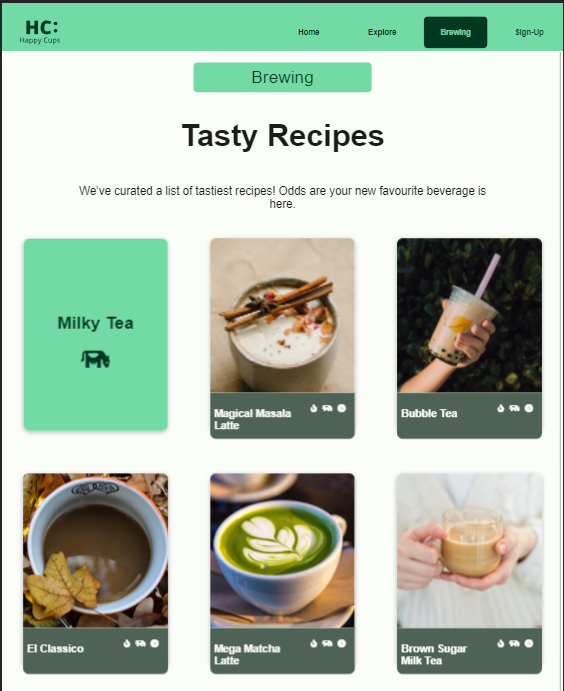 HC:
Happy Cups
Home
Explore
Brewing
Sign-Up
Brewing
Tasty Recipes
We've curated a list of tastiest recipes! Odds are your new favourite beverage is
here.
Milky Tea
Magical Masala
Latte
Bubble Tea
El Classico
Mega Matcha
Latte
Brown Sugar
Milk Tea